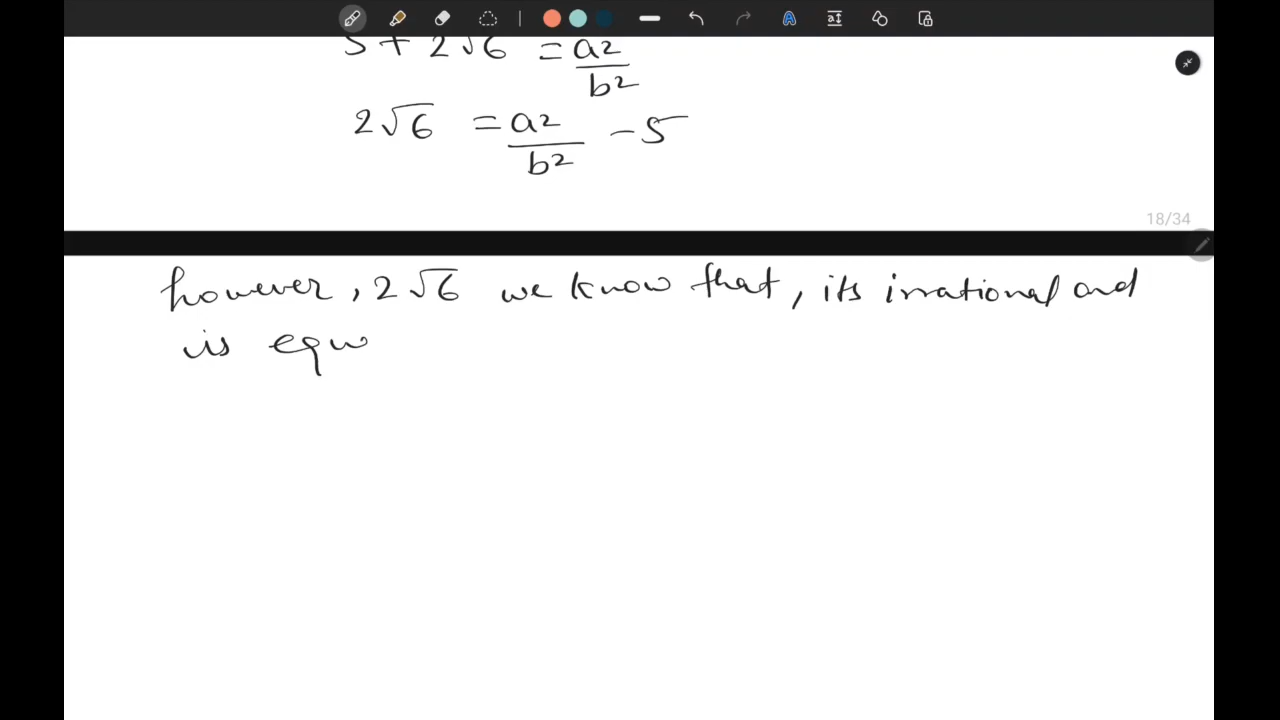 5 + 2√6 = a²/b²
2√6 = a²/b² - 5
18/34
however, 2√6 we know that, its irrational and
is equ